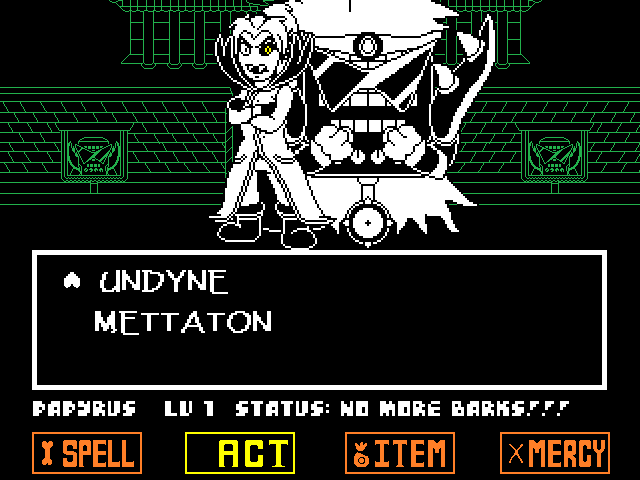 UNDYNE
METTATON
PAPYRUS LV 1 STATUS: NO MORE BARKS!!!
SPELL ACT ITEM MERCY